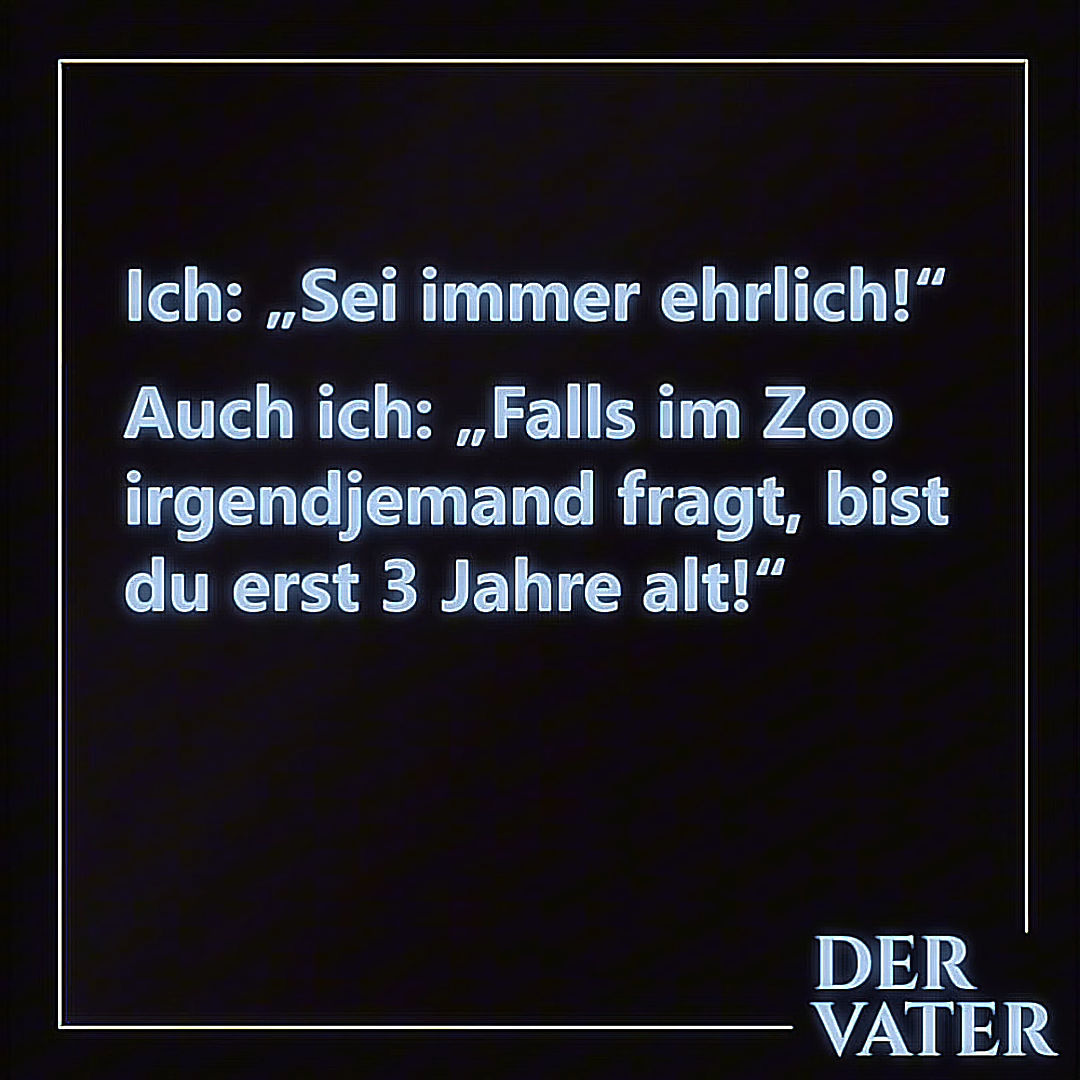 Ich: „Sei immer ehrlich!“
Auch ich: „Falls im Zoo
irgendjemand fragt, bist
du erst 3 Jahre alt!“
DER
VATER